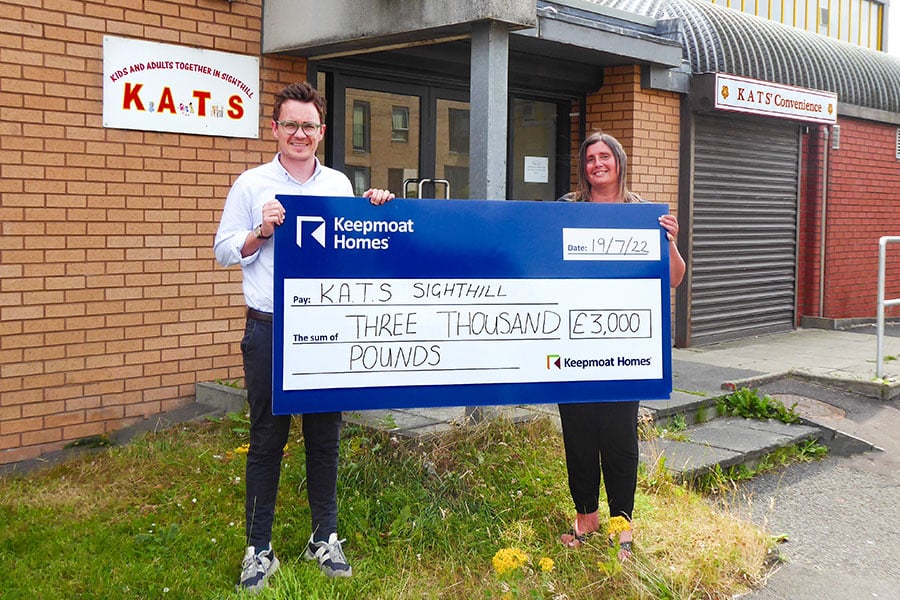 KIDS AND ADULTS TOGETHER IN SIGHTHILL
K.A.T.S
K.A.T.S' Convenience
Keepmoat
Homes
Date: 19/7/22
Pay: K.A.T.S SIGHTHILL
The sum of THREE THOUSAND £3,000
POUNDS
Keepmoat Homes